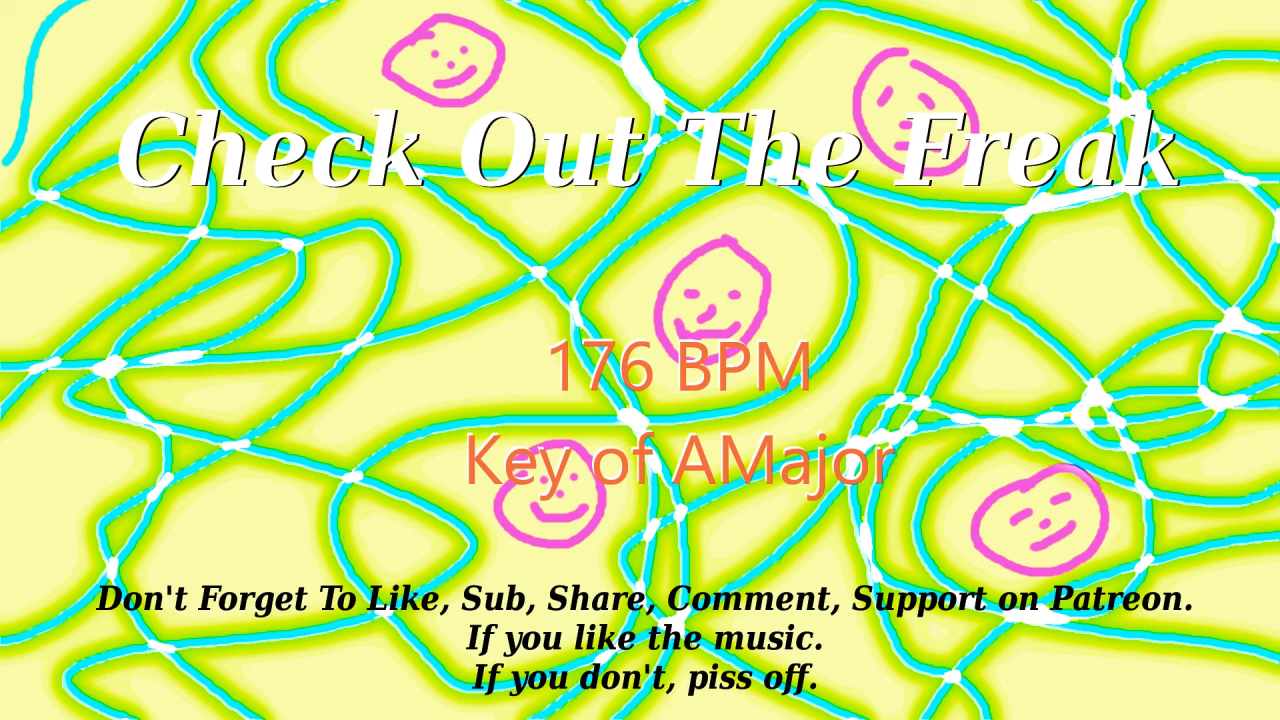 Check Out The Freak
176 BPM
Key of AMajor
Don't Forget To Like, Sub, Share, Comment, Support on Patreon.
If you like the music.
If you don't, piss off.